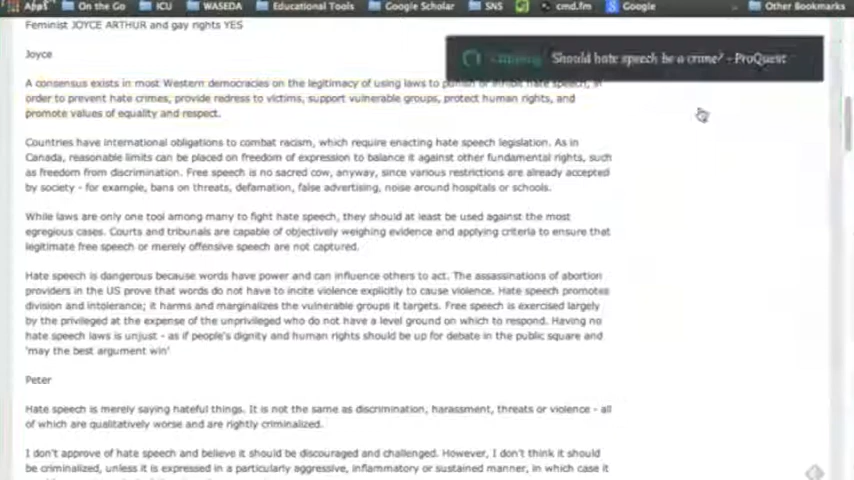 Apps On the Go ICU WASEDA Educational Tools Google Scholar SNS cmd.fm Google Other Bookmarks
Feminist JOYCE ARTHUR and gay rights YES
Should hate speech be a crime? - ProQuest
Joyce
A consensus exists in most Western democracies on the legitimacy of using laws to punish or inhibit hate speech, in
order to prevent hate crimes, provide redress to victims, support vulnerable groups, protect human rights, and
promote values of equality and respect.
Countries have international obligations to combat racism, which require enacting hate speech legislation. As in
Canada, reasonable limits can be placed on freedom of expression to balance it against other fundamental rights, such
as freedom from discrimination. Free speech is no sacred cow, anyway, since various restrictions are already accepted
by society - for example, bans on threats, defamation, false advertising, noise around hospitals or schools.
While laws are only one tool among many to fight hate speech, they should at least be used against the most
egregious cases. Courts and tribunals are capable of objectively weighing evidence and applying criteria to ensure that
legitimate free speech or merely offensive speech are not captured.
Hate speech is dangerous because words have power and can influence others to act. The assassinations of abortion
providers in the US prove that words do not have to incite violence explicitly to cause violence. Hate speech promotes
division and intolerance; it harms and marginalizes the vulnerable groups it targets. Free speech is exercised largely
by the privileged at the expense of the unprivileged who do not have a level ground on which to respond. Having no
hate speech laws is unjust - as if people's dignity and human rights should be up for debate in the public square and
'may the best argument win'
Peter
Hate speech is merely saying hateful things. It is not the same as discrimination, harassment, threats or violence - all
of which are qualitatively worse and are rightly criminalized.
I don't approve of hate speech and believe it should be discouraged and challenged. However, I don't think it should
be criminalized, unless it is expressed in a particularly aggressive, inflammatory or sustained manner, in which case it